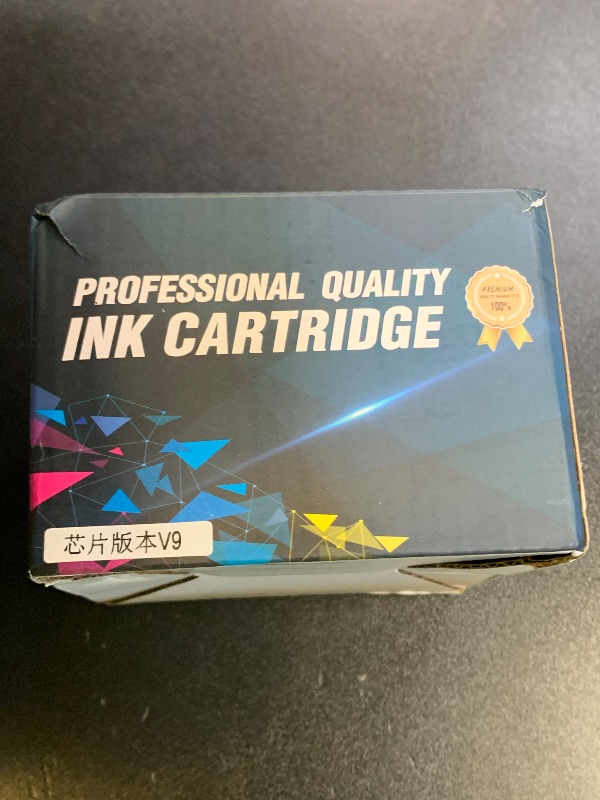 PROFESSIONAL QUALITY
INK CARTRIDGE
PREMIUM
100%
芯片版本V9